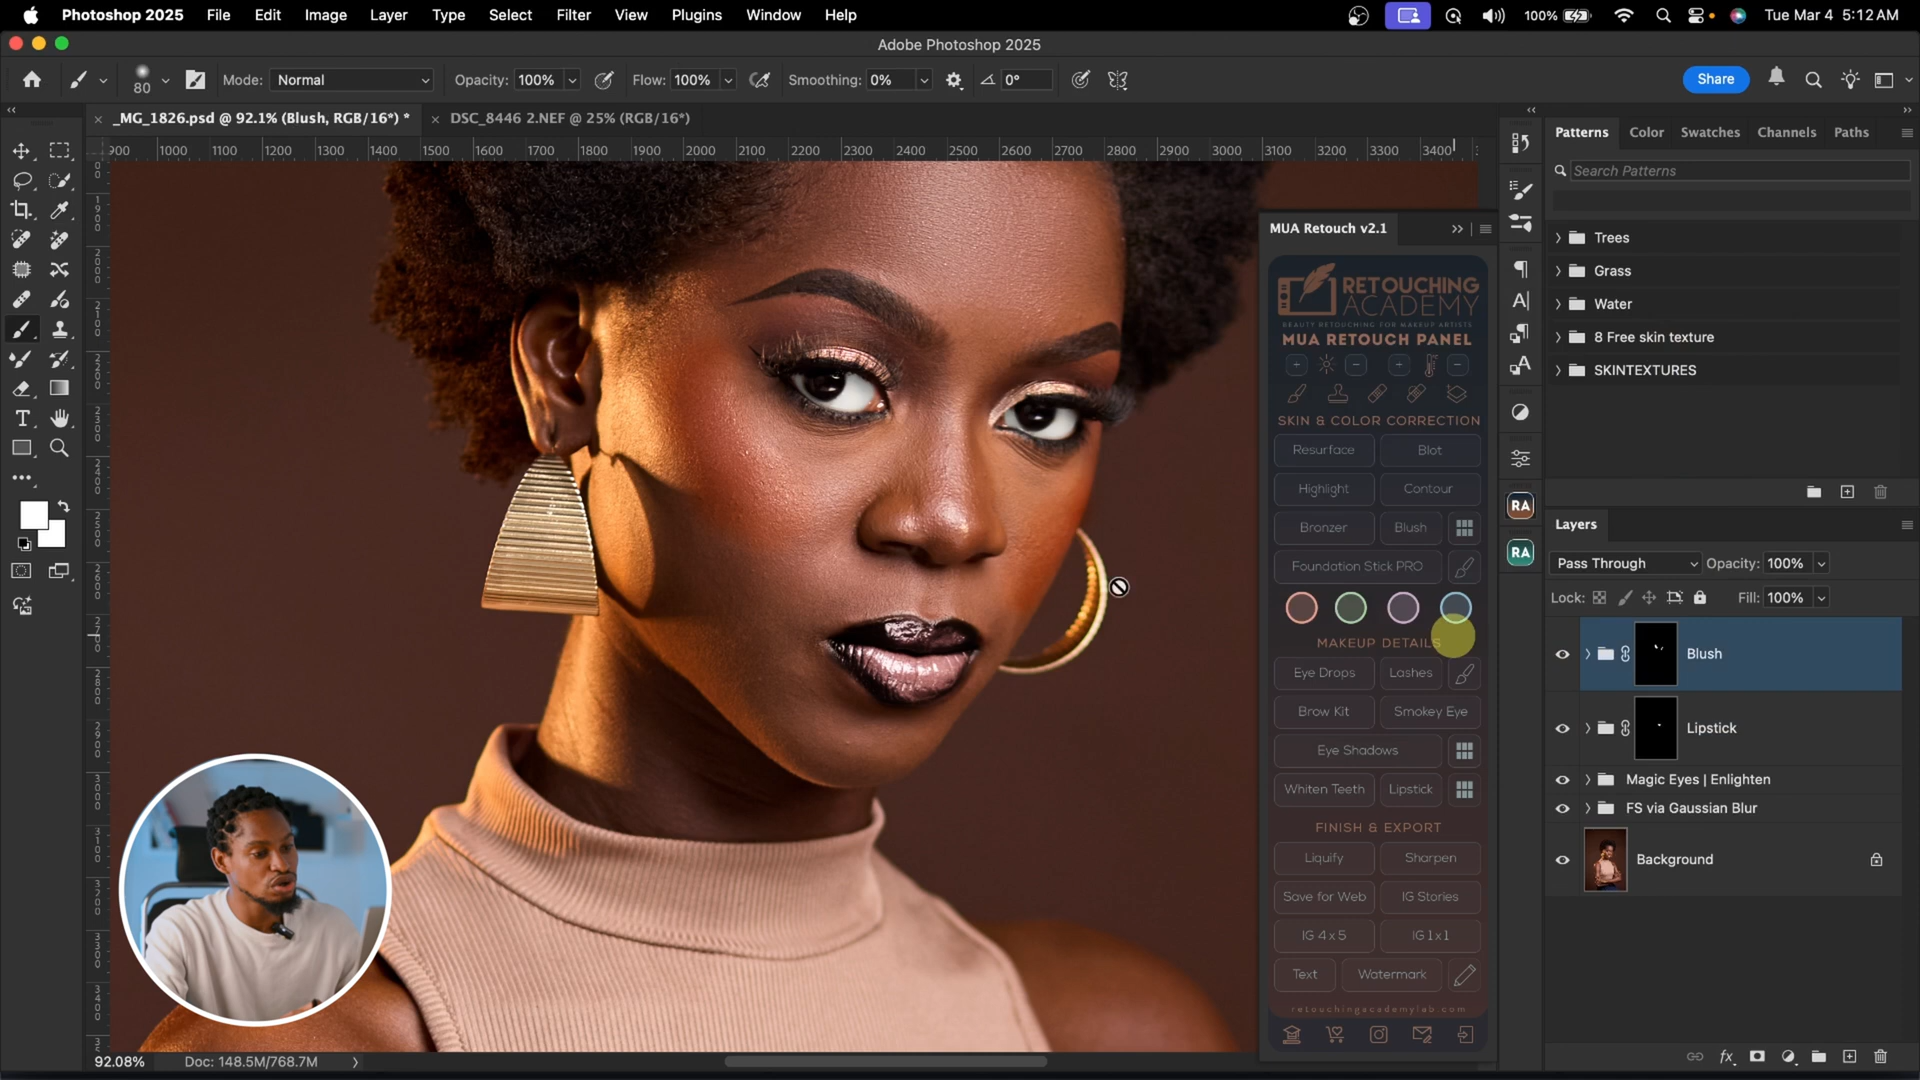 Photoshop 2025 File Edit Image Layer Type Select Filter View Plugins Window Help 100% Tue Mar 4 5:12 AM
Adobe Photoshop 2025
80 Mode: Normal Opacity: 100% Flow: 100% Smoothing: 0% 0° Share
_MG_1826.psd @ 92.1% (Blush, RGB/16*) * DSC_8446 2.NEF @ 25% (RGB/16*)
900 1000 1100 1200 1300 1400 1500 1600 1700 1800 1900 2000 2100 2200 2300 2400 2500 2600 2700 2800 2900 3000 3100 3200 3300 3400
Patterns Color Swatches Channels Paths
Search Patterns
Trees
Grass
Water
8 Free skin texture
SKINTEXTURES
MUA Retouch v2.1
RETOUCHING
ACADEMY
BEAUTY RETOUCHING FOR MAKEUP ARTISTS
MUA RETOUCH PANEL
SKIN & COLOR CORRECTION
Resurface Blot
Highlight Contour
Bronzer Blush
Foundation Stick PRO
MAKEUP DETAILS
Eye Drops Lashes
Brow Kit Smokey Eye
Eye Shadows
Whiten Teeth Lipstick
FINISH & EXPORT
Liquify Sharpen
Save for Web IG Stories
IG 4 x 5 IG 1 x 1
Text Watermark
retouchingacademylab.com
RA
RA
Layers
Pass Through Opacity: 100%
Lock: Fill: 100%
Blush
Lipstick
Magic Eyes | Enlighten
FS via Gaussian Blur
Background
92.08% Doc: 148.5M/768.7M